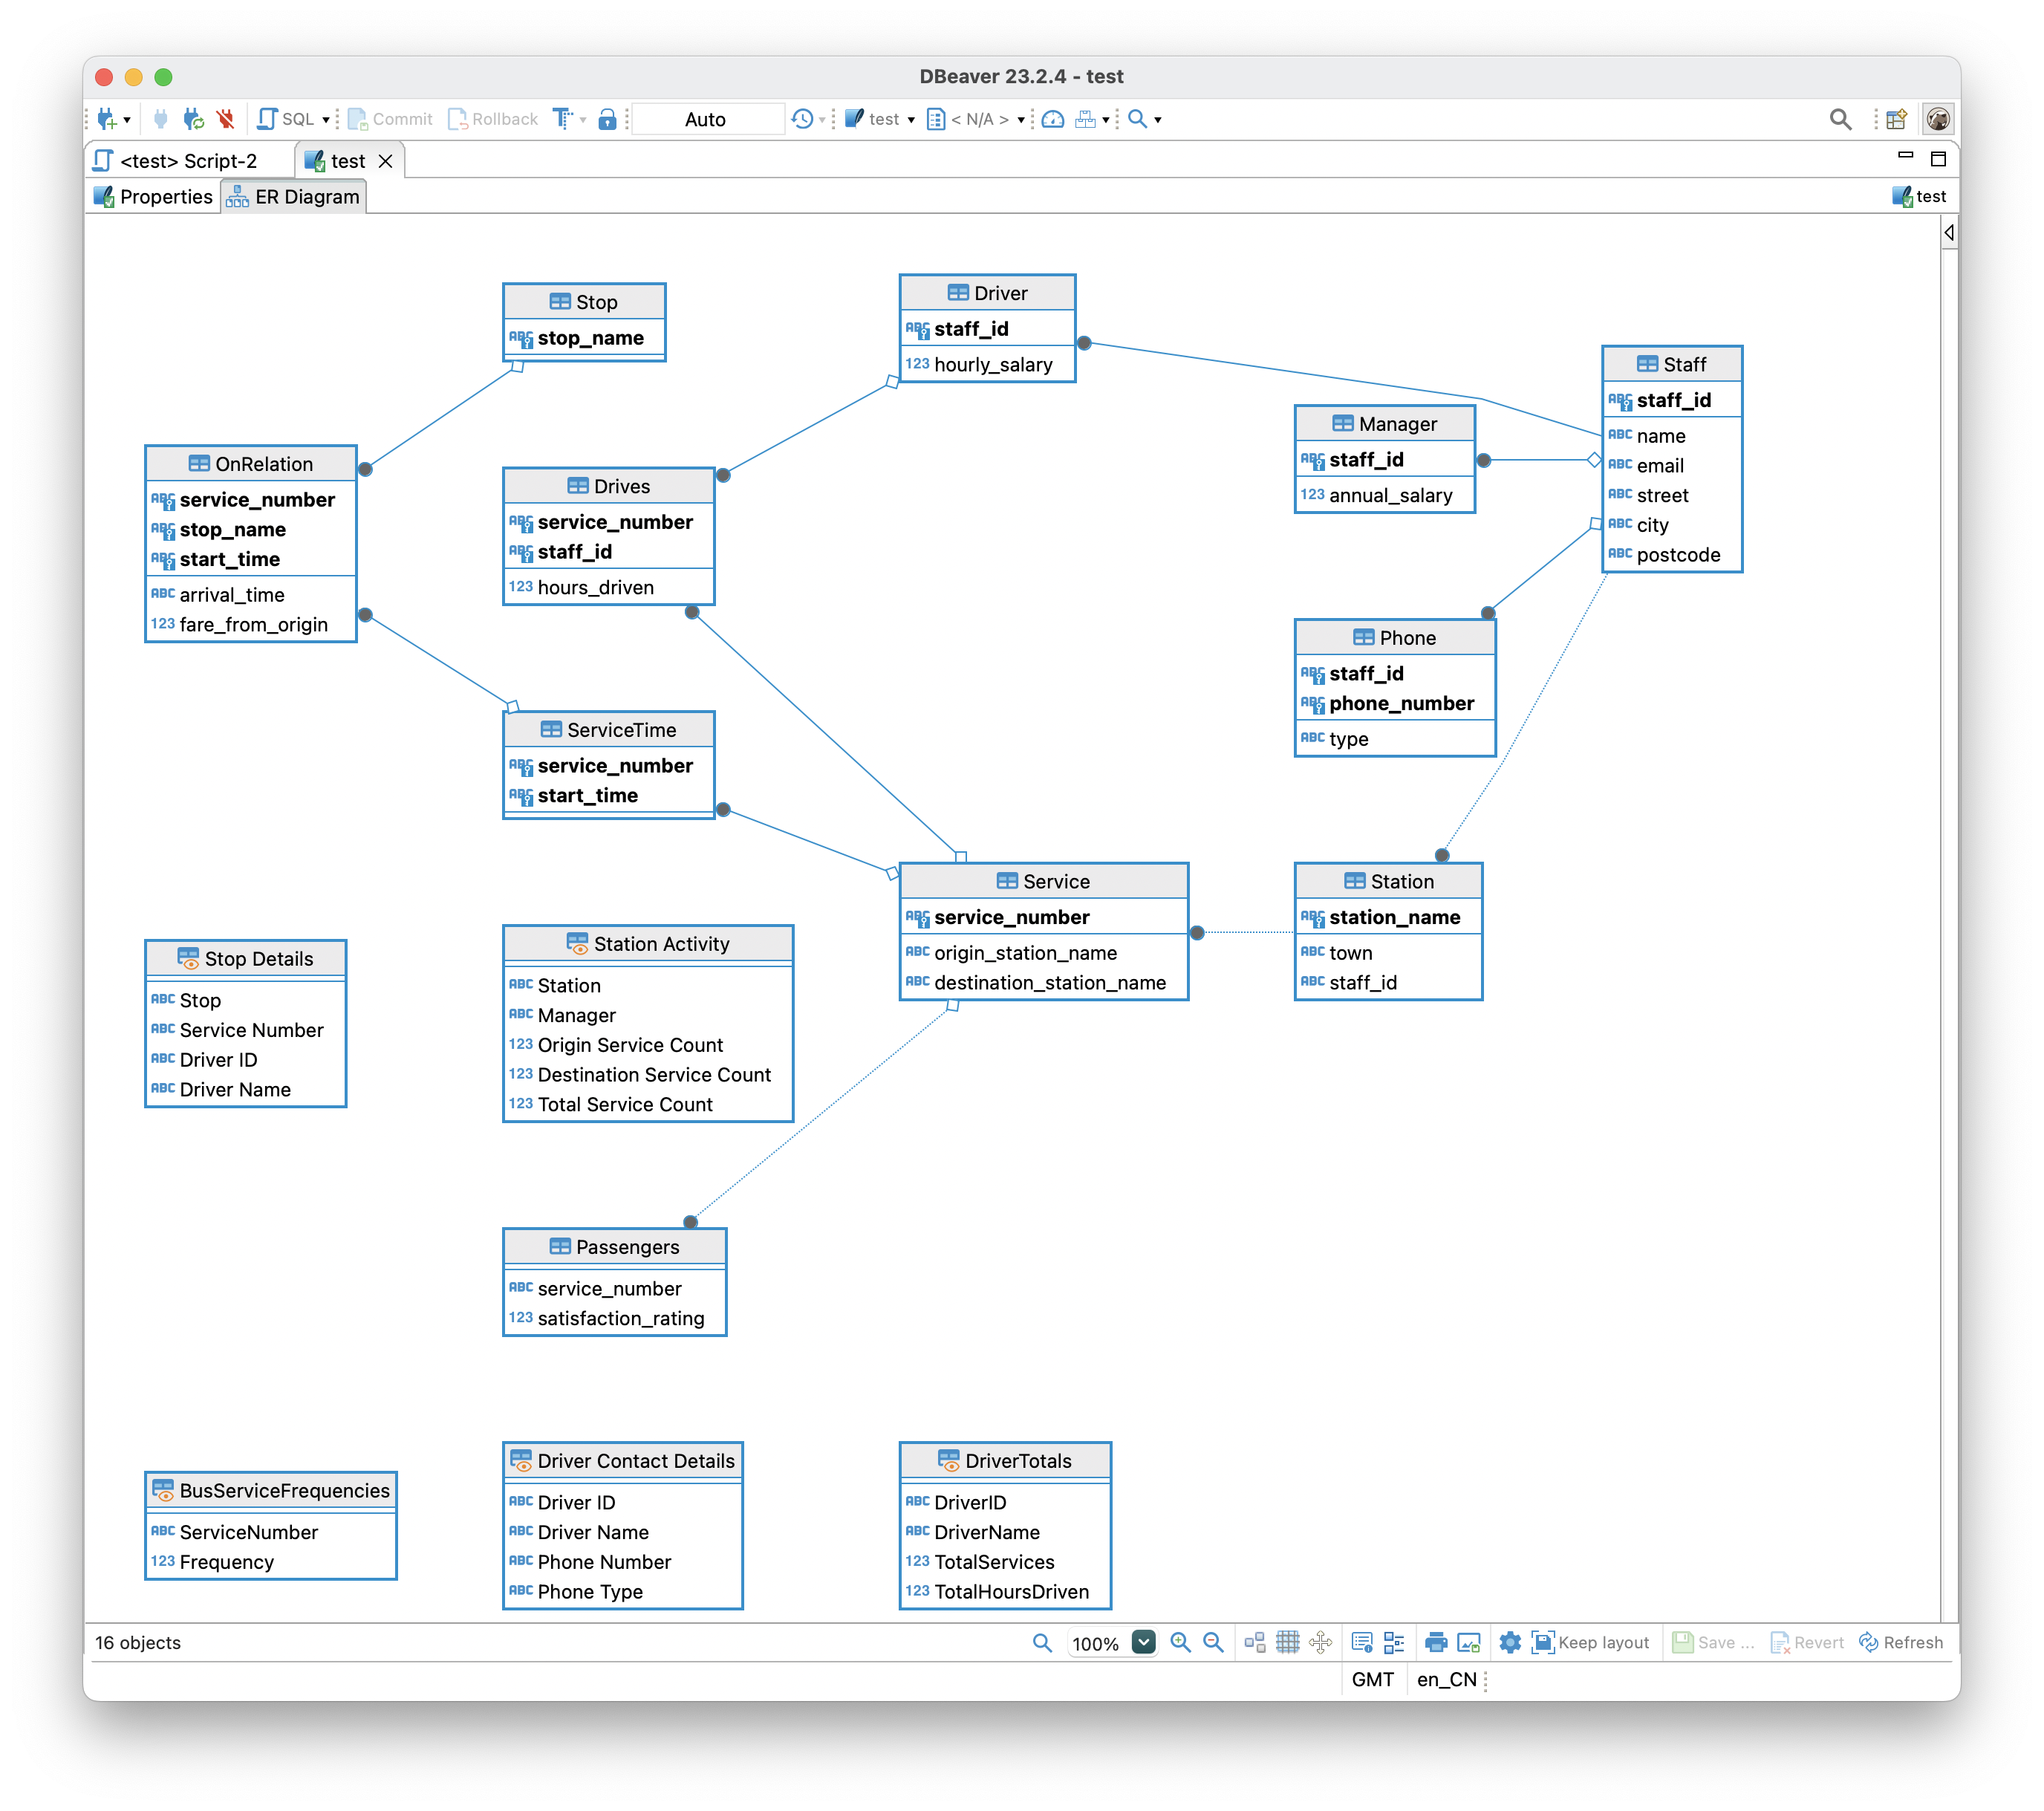 DBeaver 23.2.4 - test
SQL
Commit
Rollback
Auto
test
< N/A >
<test> Script-2
test
Properties
ER Diagram
test
Stop
stop_name
Driver
staff_id
123 hourly_salary
Staff
staff_id
ABC name
ABC email
ABC street
ABC city
ABC postcode
Manager
staff_id
123 annual_salary
OnRelation
service_number
stop_name
start_time
ABC arrival_time
123 fare_from_origin
Drives
service_number
staff_id
123 hours_driven
Phone
staff_id
phone_number
ABC type
ServiceTime
service_number
start_time
Service
service_number
ABC origin_station_name
ABC destination_station_name
Station
station_name
ABC town
ABC staff_id
Stop Details
ABC Stop
ABC Service Number
ABC Driver ID
ABC Driver Name
Station Activity
ABC Station
ABC Manager
123 Origin Service Count
123 Destination Service Count
123 Total Service Count
Passengers
ABC service_number
123 satisfaction_rating
BusServiceFrequencies
ABC ServiceNumber
123 Frequency
Driver Contact Details
ABC Driver ID
ABC Driver Name
ABC Phone Number
ABC Phone Type
DriverTotals
ABC DriverID
ABC DriverName
123 TotalServices
123 TotalHoursDriven
16 objects
100%
Keep layout
Save ...
Revert
Refresh
GMT
en_CN